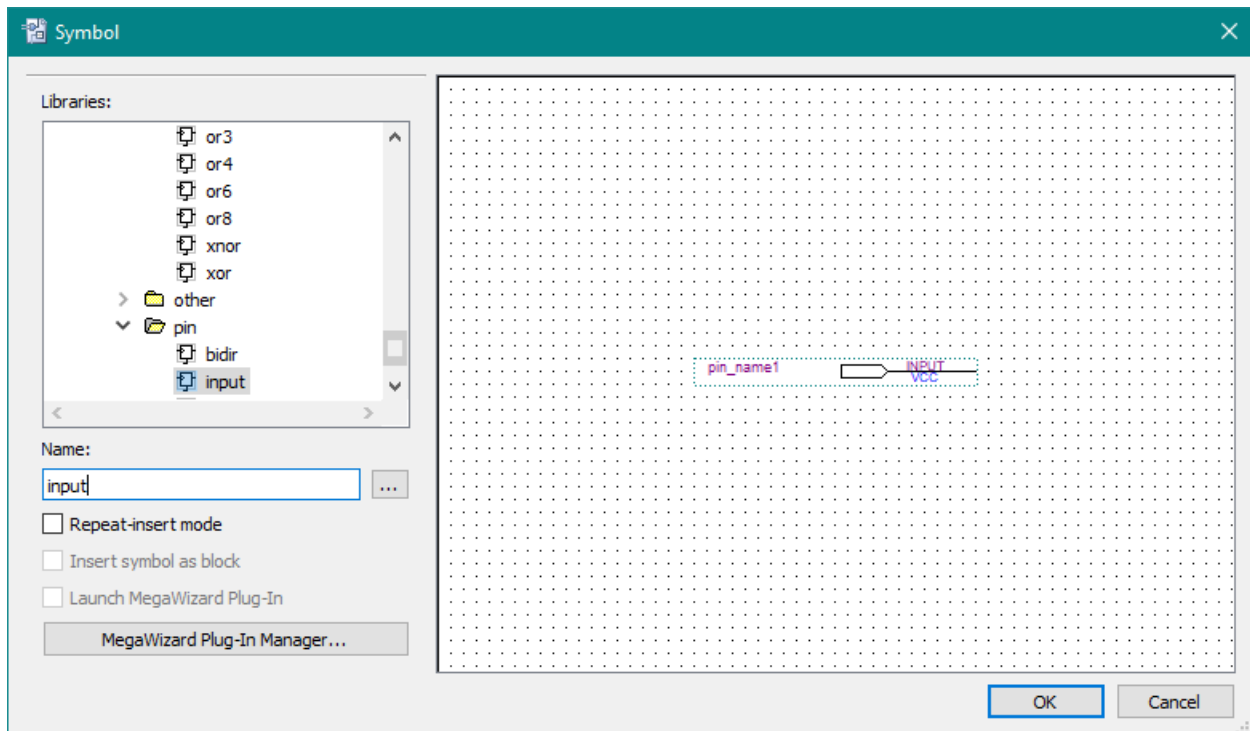 Symbol
Libraries:
or3
or4
or6
or8
xnor
xor
other
pin
bidir
input
Name:
input
...
Repeat-insert mode
Insert symbol as block
Launch MegaWizard Plug-In
MegaWizard Plug-In Manager...
pin_name1
INPUT
VCC
OK
Cancel